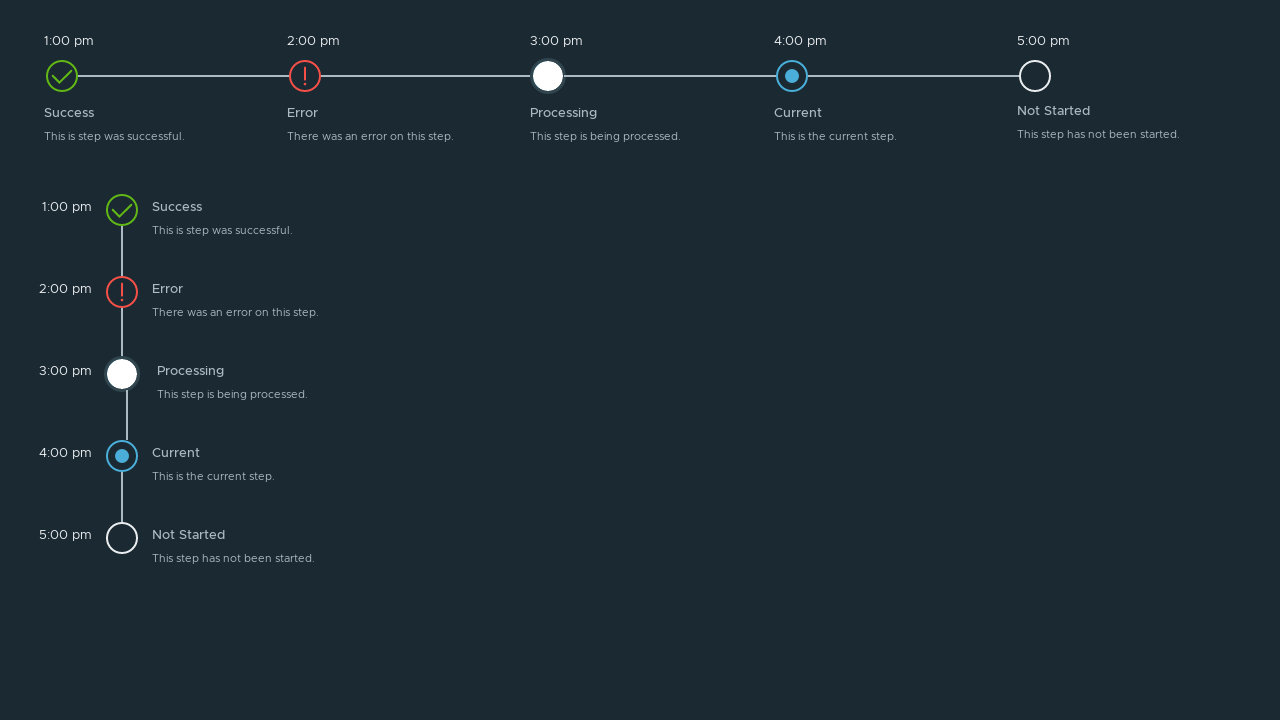 1:00 pm 2:00 pm 3:00 pm 4:00 pm 5:00 pm
Success Error Processing Current Not Started
This is step was successful. There was an error on this step. This step is being processed. This is the current step. This step has not been started.
1:00 pm Success
This is step was successful.
2:00 pm Error
There was an error on this step.
3:00 pm Processing
This step is being processed.
4:00 pm Current
This is the current step.
5:00 pm Not Started
This step has not been started.